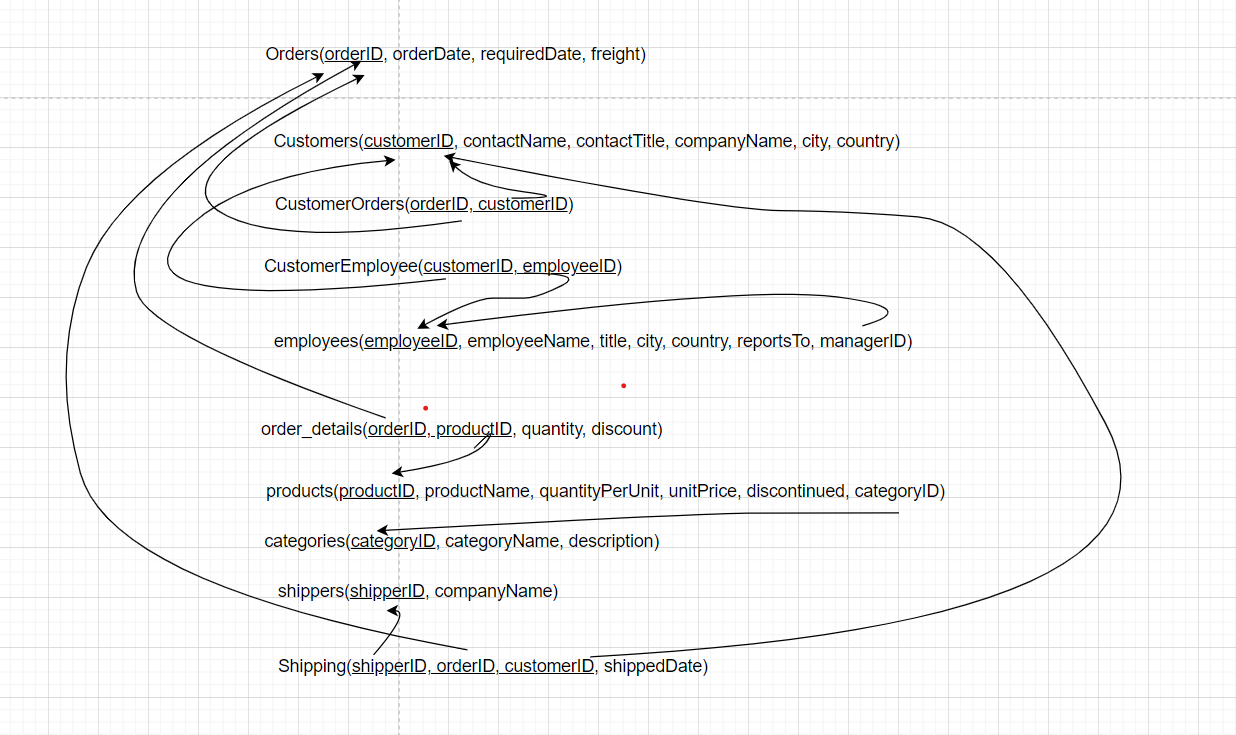 Orders(orderID, orderDate, requiredDate, freight)
Customers(customerID, contactName, contactTitle, companyName, city, country)
CustomerOrders(orderID, customerID)
CustomerEmployee(customerID, employeeID)
employees(employeeID, employeeName, title, city, country, reportsTo, managerID)
order_details(orderID, productID, quantity, discount)
products(productID, productName, quantityPerUnit, unitPrice, discontinued, categoryID)
categories(categoryID, categoryName, description)
shippers(shipperID, companyName)
Shipping(shipperID, orderID, customerID, shippedDate)